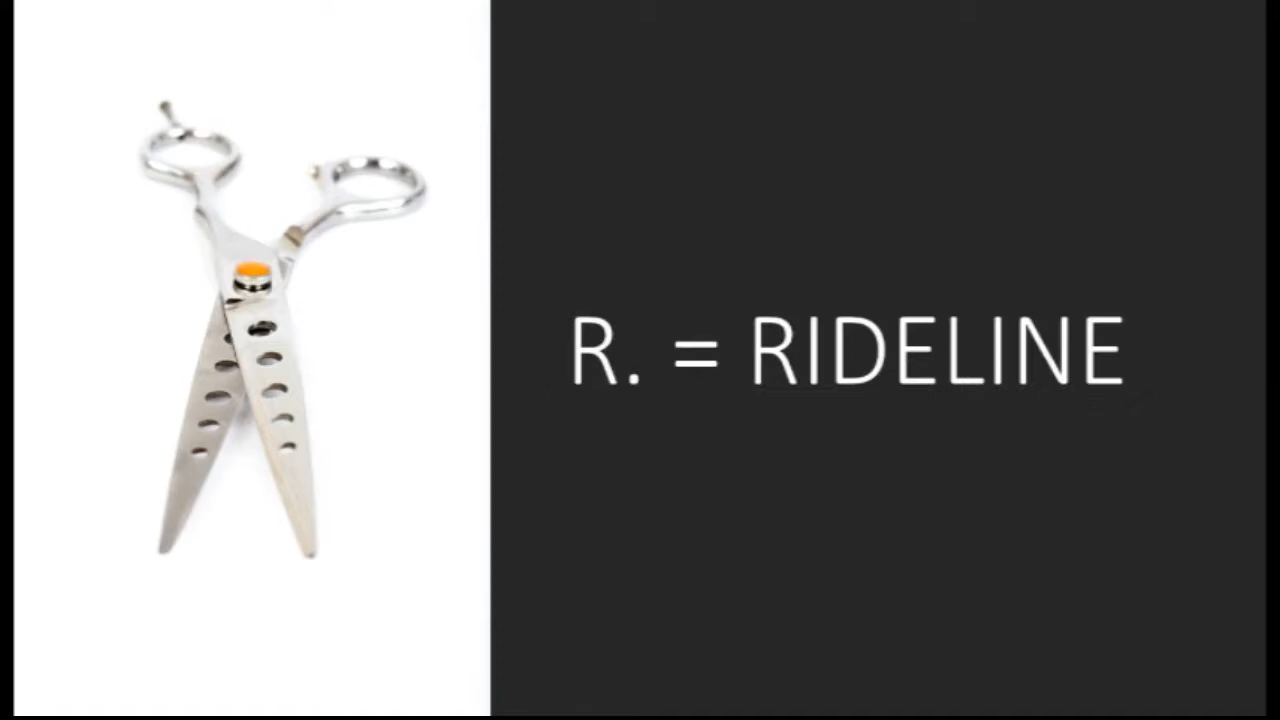 R. = RIDELINE